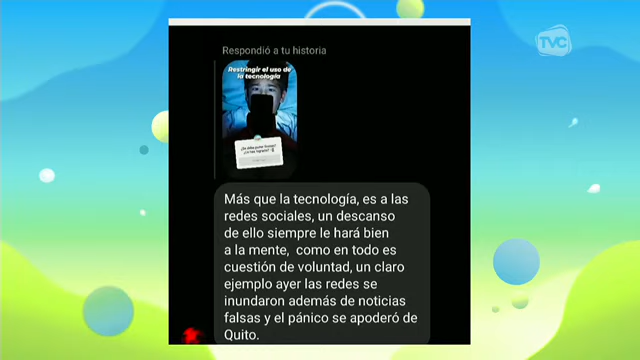 TVC
Respondió a tu historia
Restringir el uso de
la tecnología
Más que la tecnología, es a las
redes sociales, un descanso
de ello siempre le hará bien
a la mente, como en todo es
cuestión de voluntad, un claro
ejemplo ayer las redes se
inundaron además de noticias
falsas y el pánico se apoderó de
Quito.